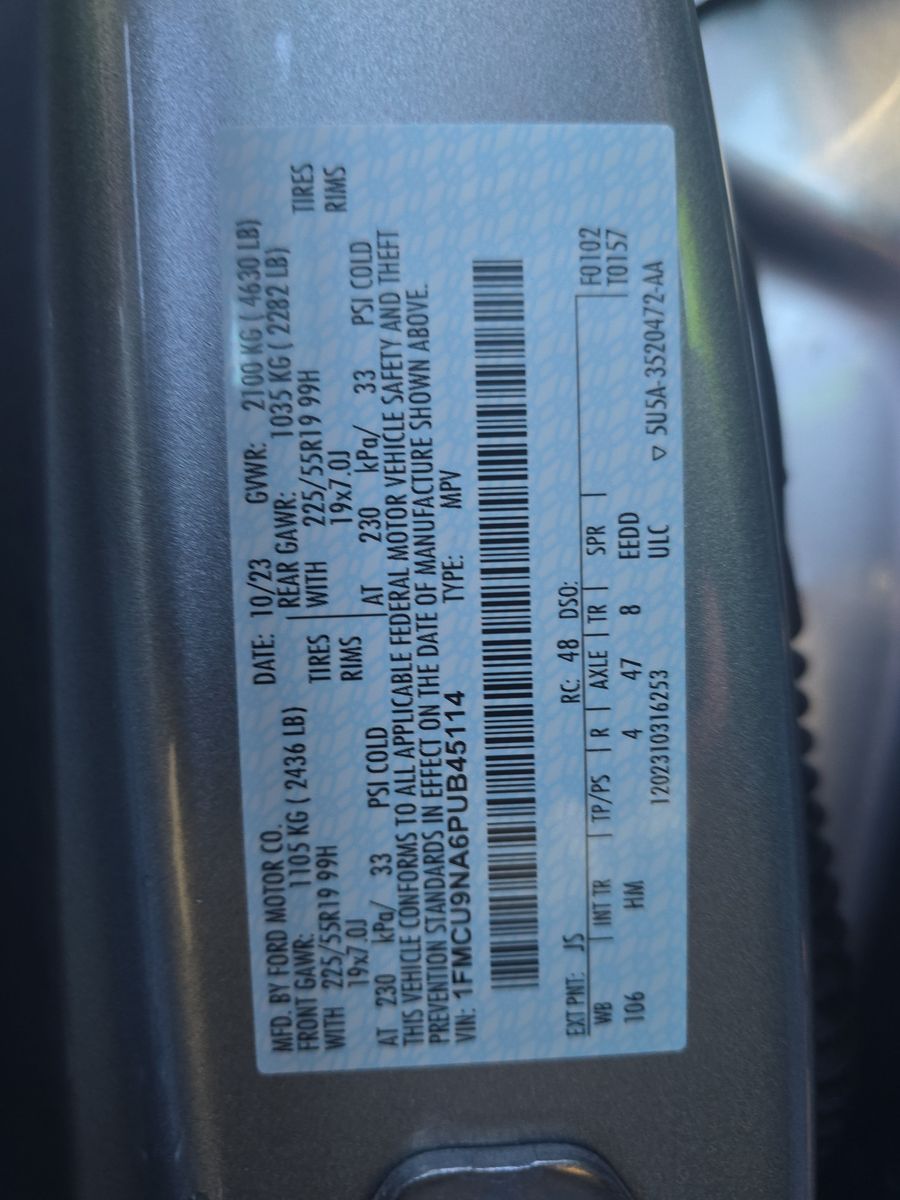 MFD. BY FORD MOTOR CO. DATE: 10/23 GVWR: 2100 KG ( 4630 LB)
FRONT GAWR: 1105 KG ( 2436 LB) REAR GAWR: 1035 KG ( 2282 LB)
WITH 225/55R19 99H TIRES WITH 225/55R19 99H TIRES
19x7.0J RIMS 19x7.0J RIMS
AT 230 kPa/ 33 PSI COLD AT 230 kPa/ 33 PSI COLD
THIS VEHICLE CONFORMS TO ALL APPLICABLE FEDERAL MOTOR VEHICLE SAFETY AND THEFT
PREVENTION STANDARDS IN EFFECT ON THE DATE OF MANUFACTURE SHOWN ABOVE.
VIN: 1FMCU9NA6PUB45114 TYPE: MPV
EXT PNT: JS RC: 48 DSO: F0102
WB INT TR TP/PS R AXLE TR SPR T0157
106 HM 4 47 8 EEDD
1202310316253 ULC ▽ 5U5A-3520472-AA